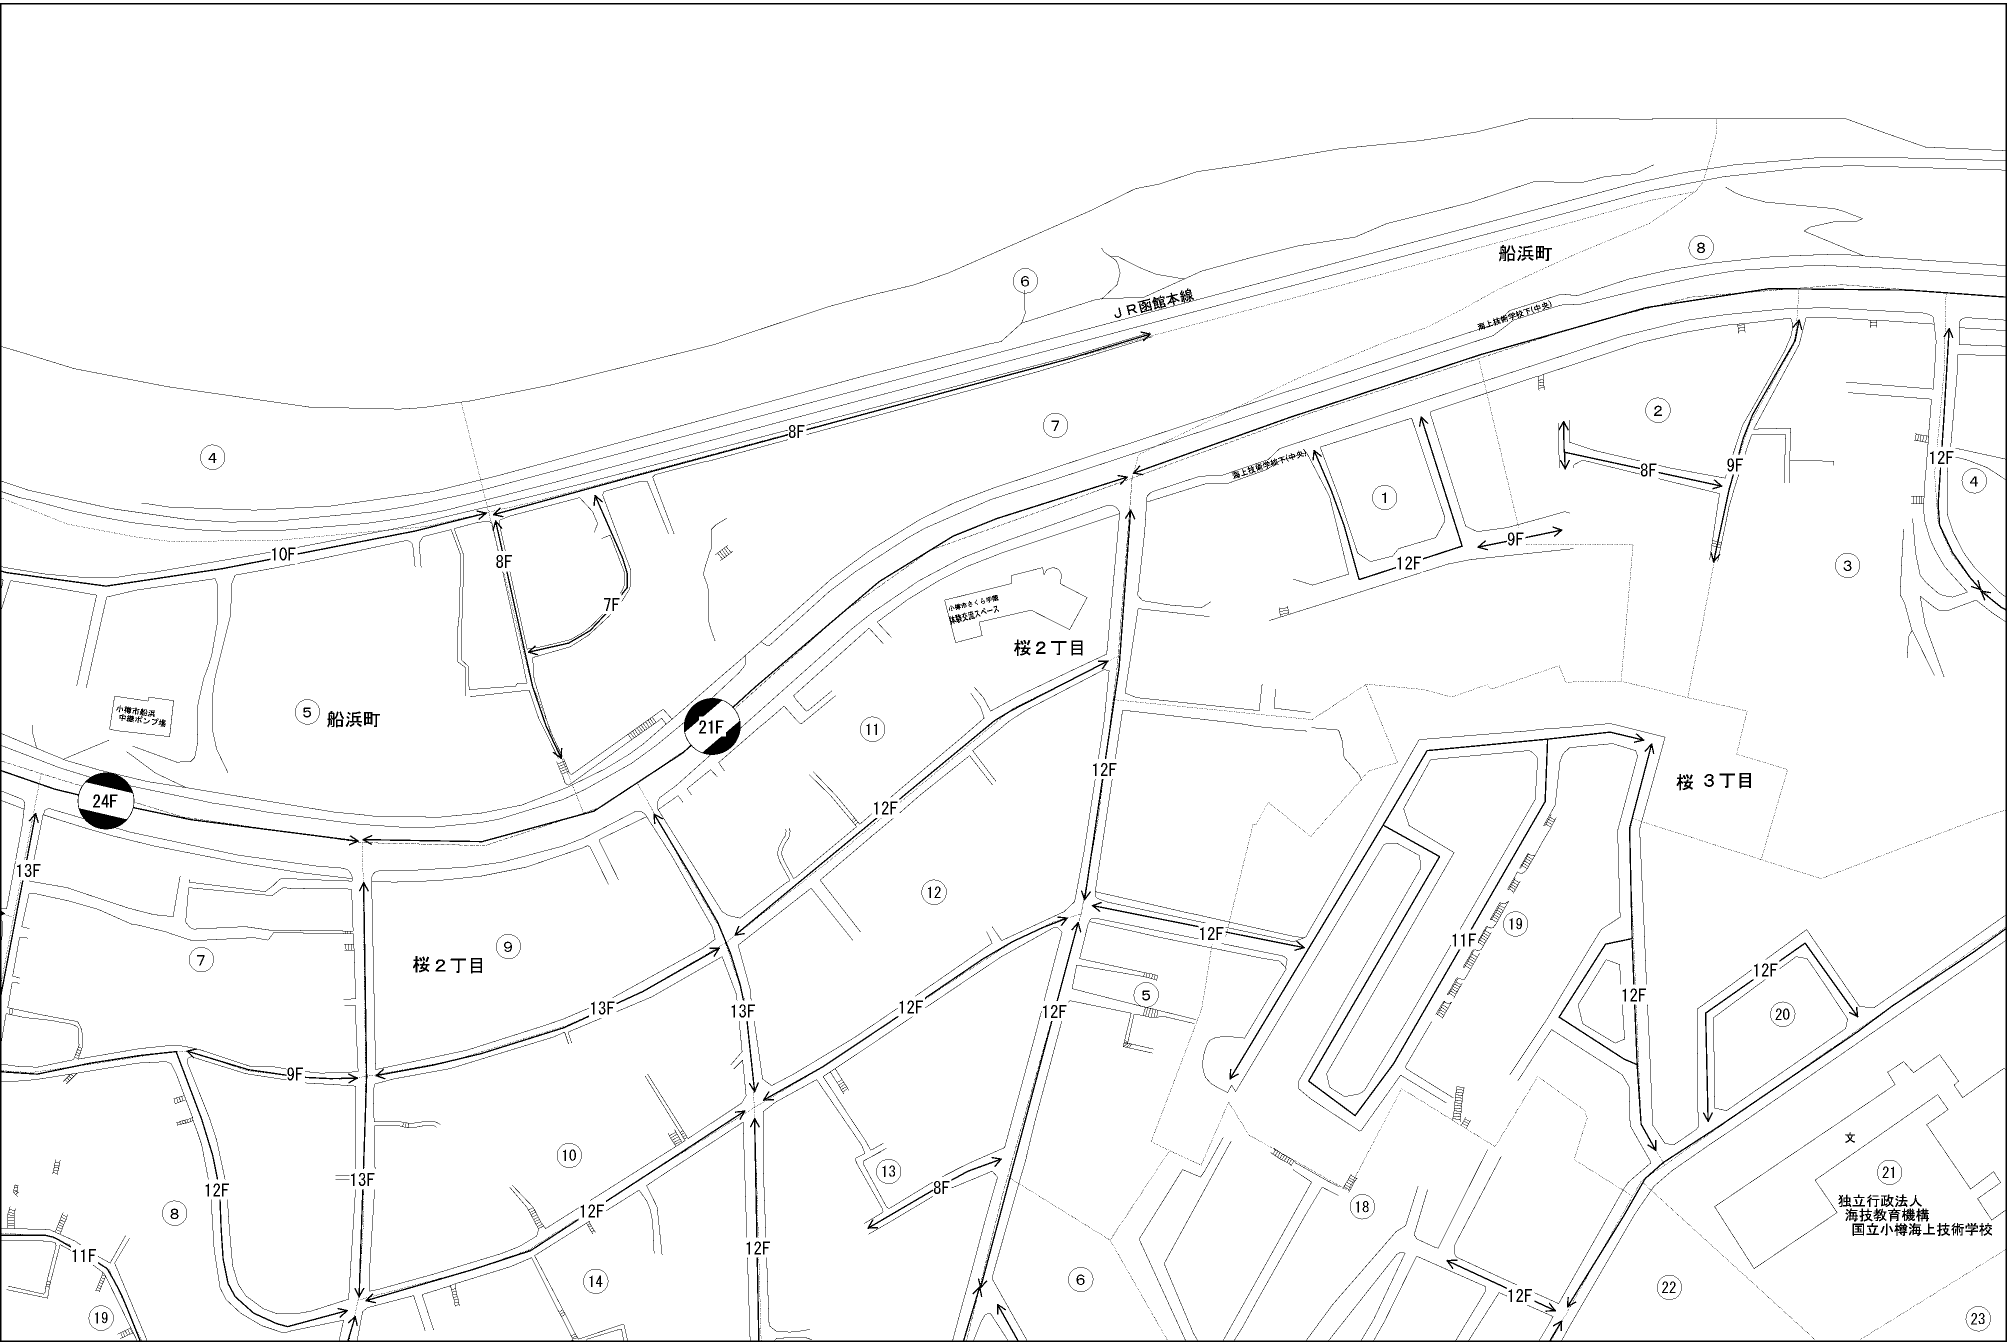 8
船浜町
6
JR函館本線
海上技術学校下(中央)
2
8F
7
4
海上技術学校下(中央)
1
8F
9F
12F
4
10F
8F
9F
12F
3
7F
小樽市さくら学園
体験交流スペース
桜2丁目
小樽市船浜
中継ポンプ場
5
船浜町
21F
11
12F
桜 3丁目
24F
12F
13F
12
9
桜2丁目
7
12F
11F
19
12F
5
12F
12F
20
13F
13F
12F
12F
9F
10
13
13F
12F
8F
8
12F
18
文
21
独立行政法人
海技教育機構
国立小樽海上技術学校
11F
12F
14
6
22
12F
19
23